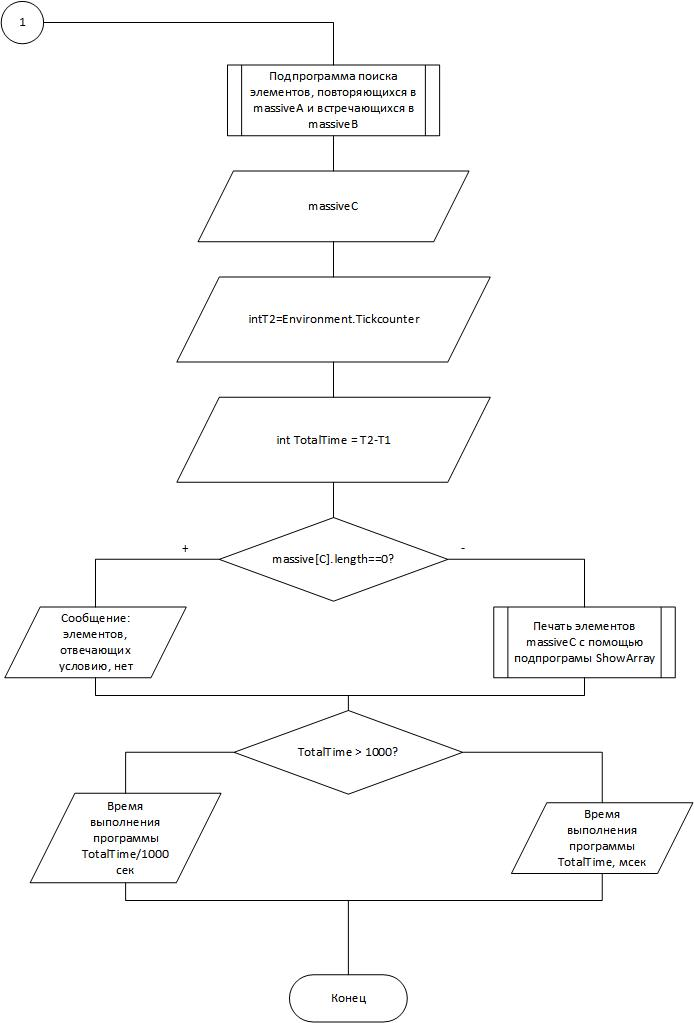 1
Подпрограмма поиска
элементов, повторяющихся в
massiveA и встречающихся в
massiveB
massiveC
intT2=Environment.Tickcounter
int TotalTime = T2-T1
massive[C].length==0?
+
-
Сообщение:
элементов,
отвечающих
условию, нет
Печать элементов
massiveC с помощью
подпрограмы ShowArray
TotalTime > 1000?
Время
выполнения
программы
TotalTime/1000
сек
Время
выполнения
программы
TotalTime, мсек
Конец